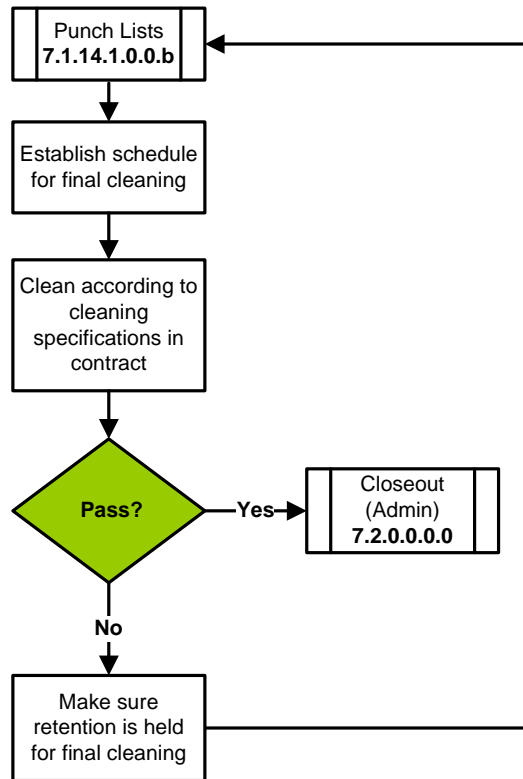 Punch Lists
7.1.14.1.0.0.b
Establish schedule
for final cleaning
Clean according to
cleaning
specifications in
contract
Pass?
Yes
Closeout
(Admin)
7.2.0.0.0.0
No
Make sure
retention is held
for final cleaning